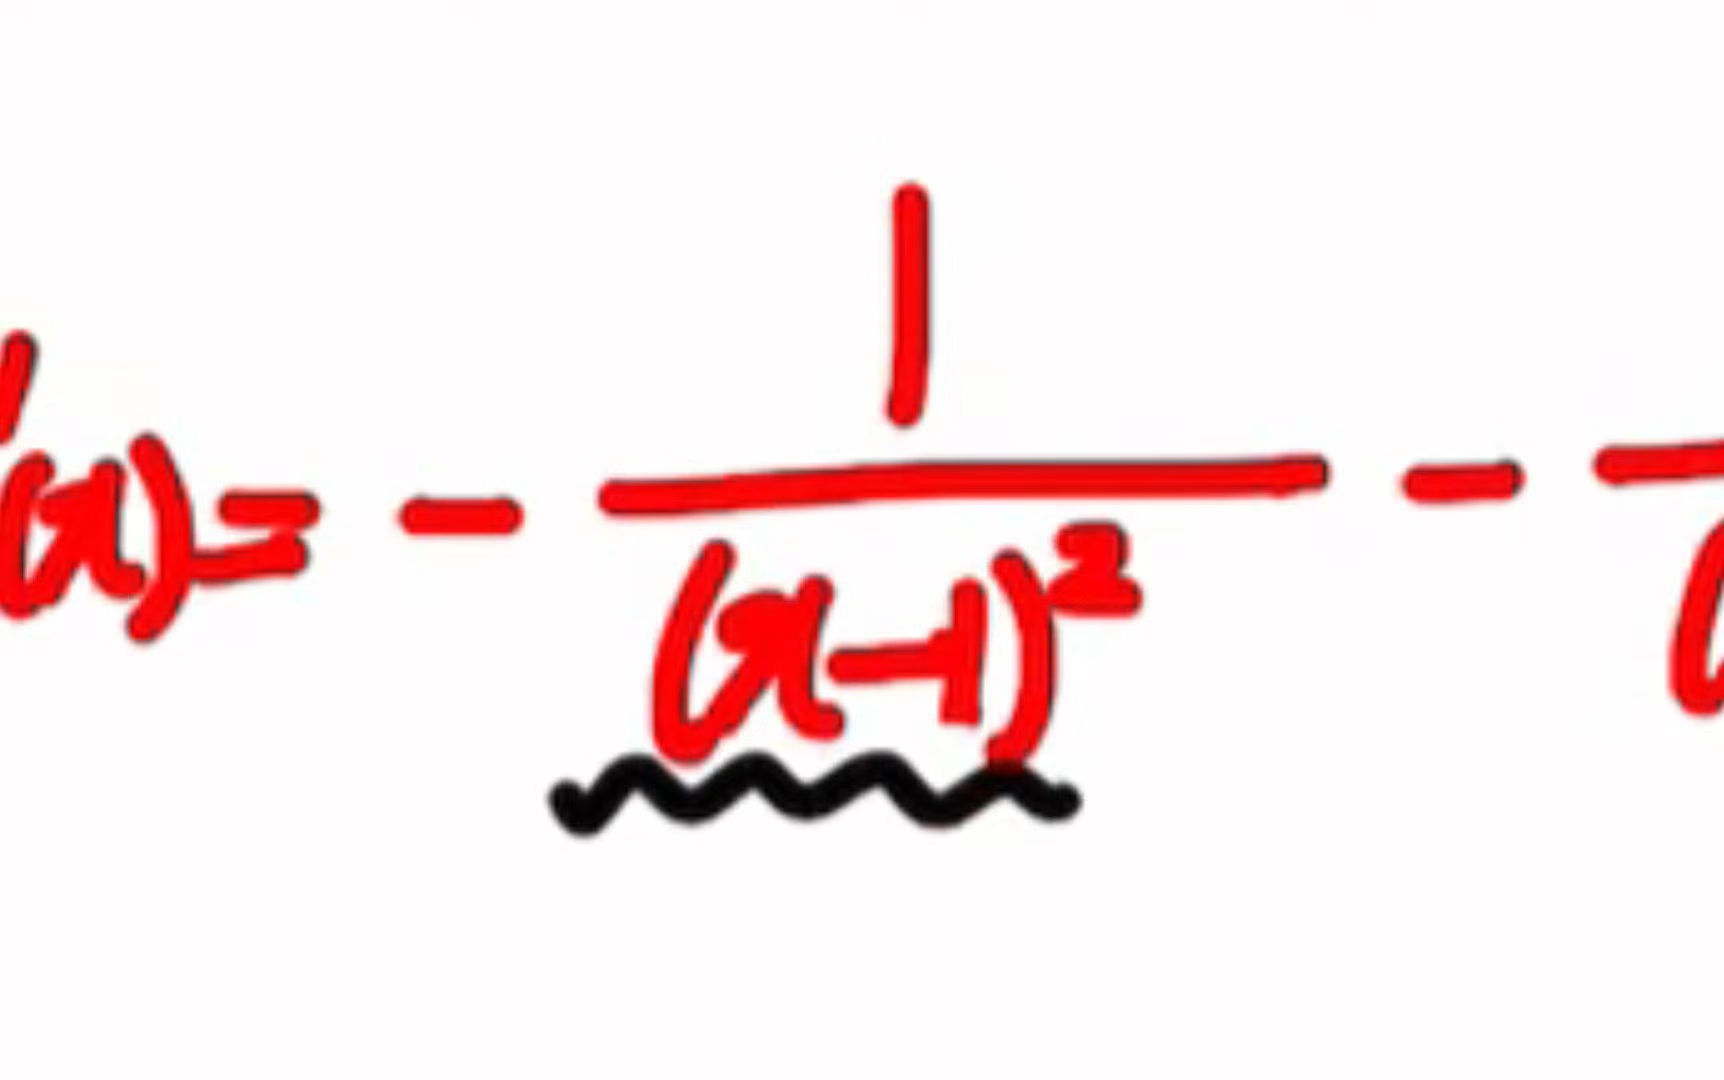 '(x) = - 1/(x-1)² - (